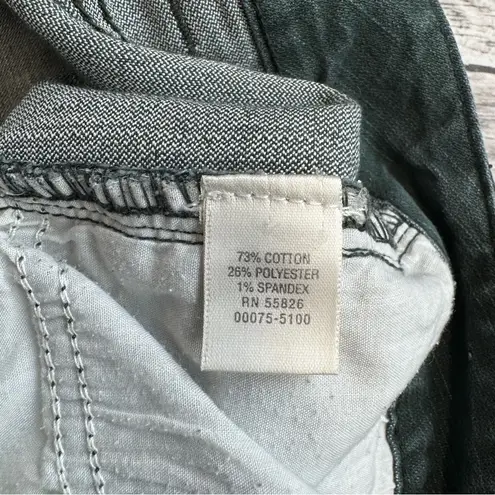 73% COTTON
26% POLYESTER
1% SPANDEX
RN 55826
00075-5100